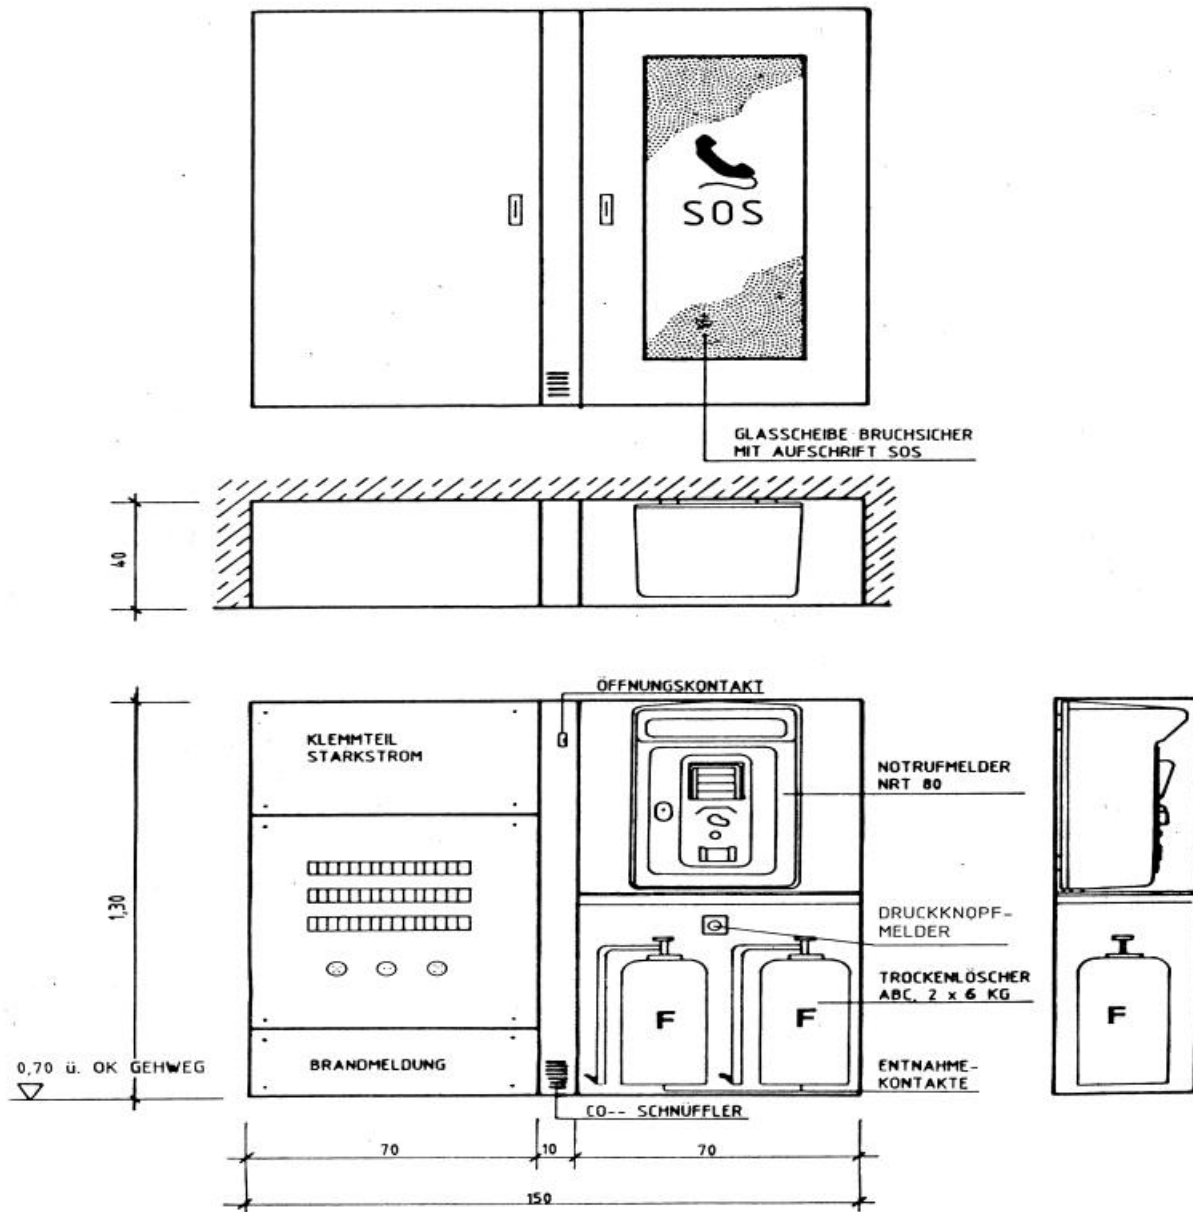 SOS
GLASSCHEIBE BRUCHSICHER
MIT AUFSCHRIFT SOS
40
ÖFFNUNGSKONTAKT
KLEMMTEIL
STARKSTROM
NOTRUFMELDER
NRT 80
1,30
DRUCKKNOPF-
MELDER
TROCKENLÖSCHER
ABC, 2 x 6 KG
F
F
F
0,70 ü. OK GEHWEG
BRANDMELDUNG
ENTNAHME-
KONTAKTE
CO-- SCHNÜFFLER
70
10
70
150